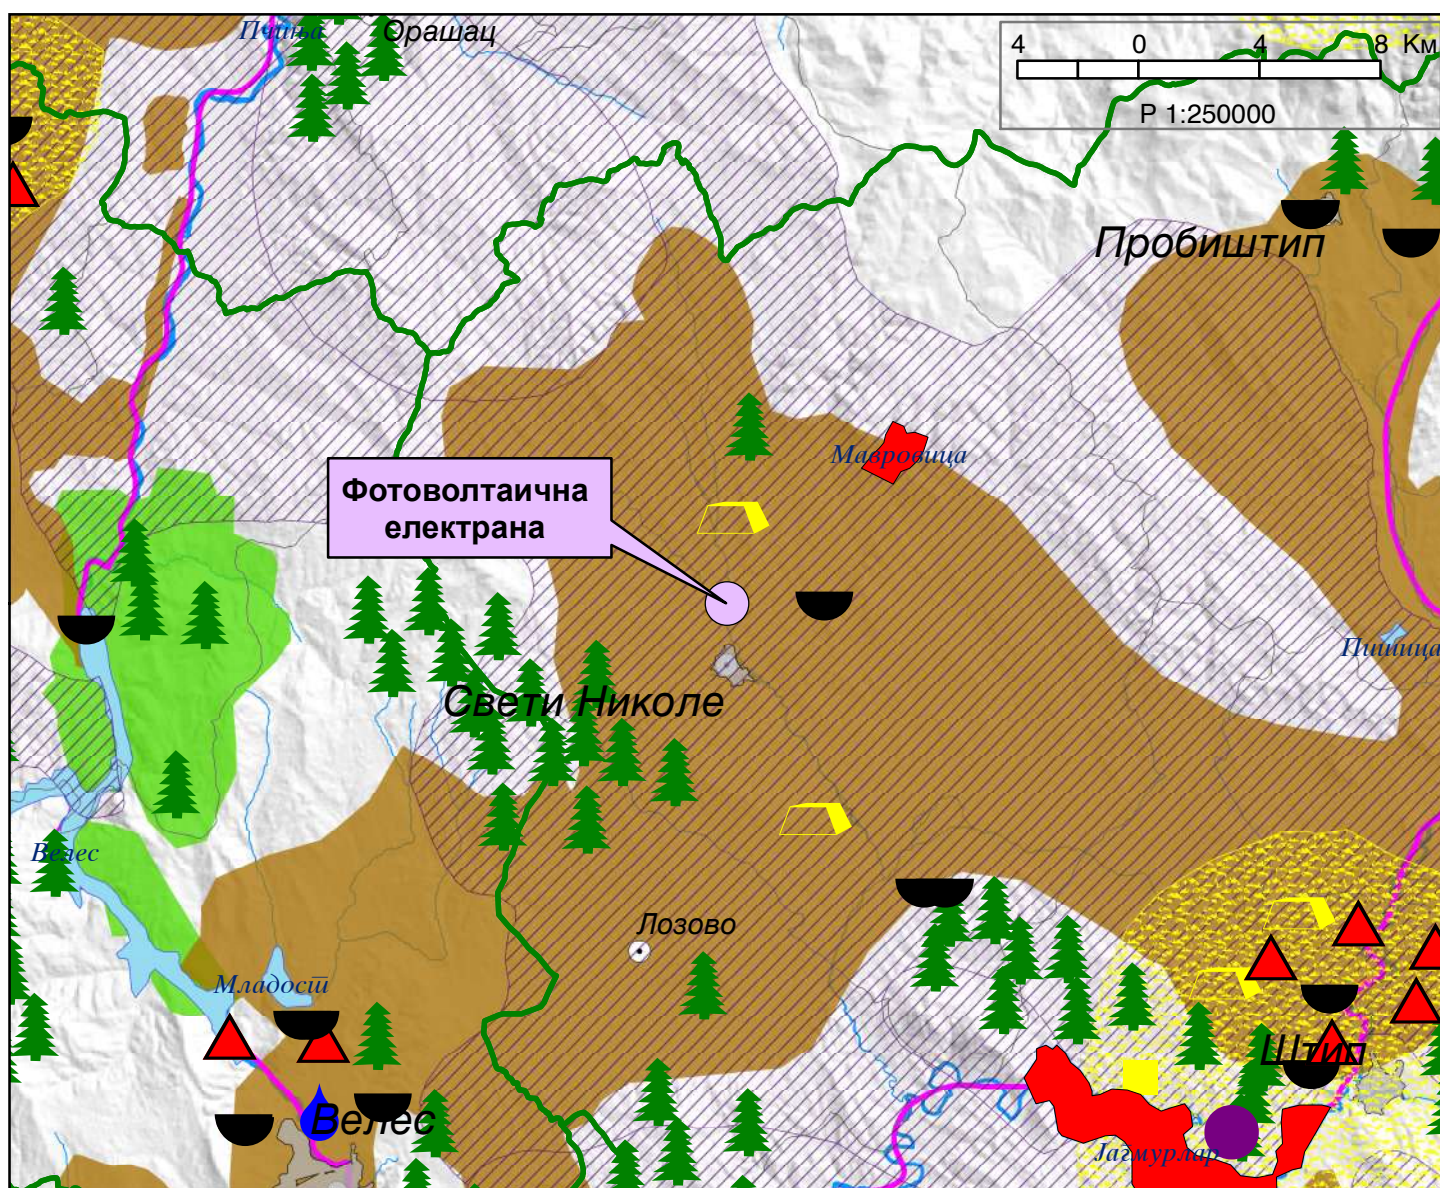 Пчиња
Орашац
4 0 4 8 Км
Р 1:250000
Пробиштип
Мавровица
Фотоволтаична
електрана
Пишица
Свети Николе
Велес
Лозово
Младост
Штип
Велес
Јагмурлар